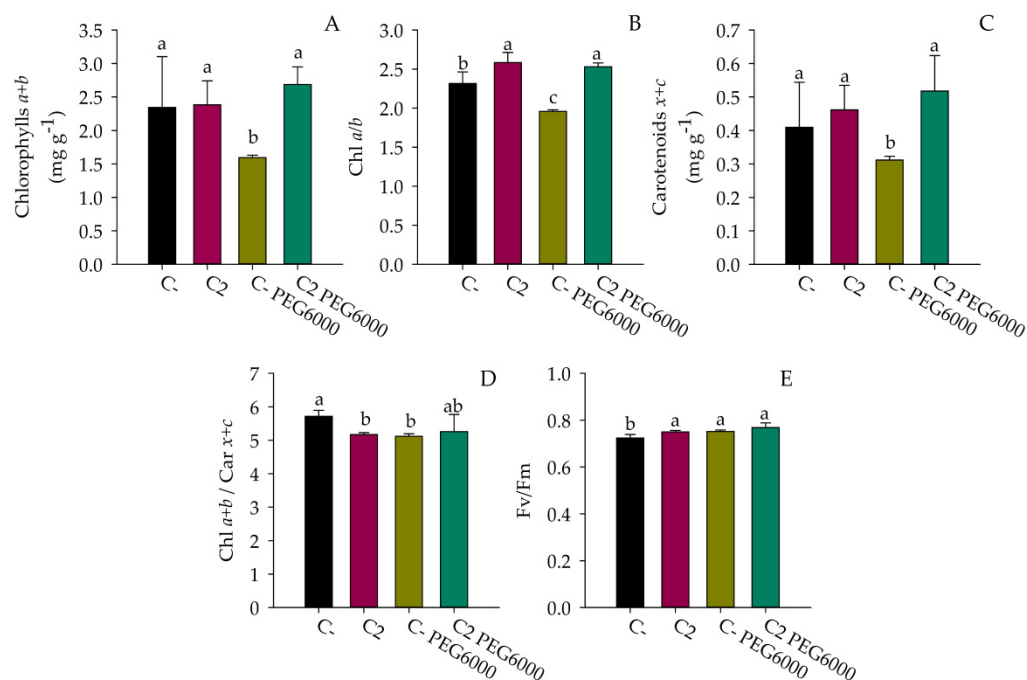 A
Chlorophylls a+b
(mg g-1)
3.5
3.0
2.5
2.0
1.5
1.0
0.5
0.0
a
a
b
a
C-
C2
C- PEG6000
C2 PEG6000
B
Chl a/b
3.0
2.5
2.0
1.5
1.0
0.5
0.0
b
a
c
a
C-
C2
C- PEG6000
C2 PEG6000
C
Carotenoids x+c
(mg g-1)
0.7
0.6
0.5
0.4
0.3
0.2
0.1
0.0
a
a
b
a
C-
C2
C- PEG6000
C2 PEG6000
D
Chl a+b / Car x+c
7
6
5
4
3
2
1
0
a
b
b
ab
C-
C2
C- PEG6000
C2 PEG6000
E
Fv/Fm
1.0
0.8
0.6
0.4
0.2
0.0
b
a
a
a
C-
C2
C- PEG6000
C2 PEG6000